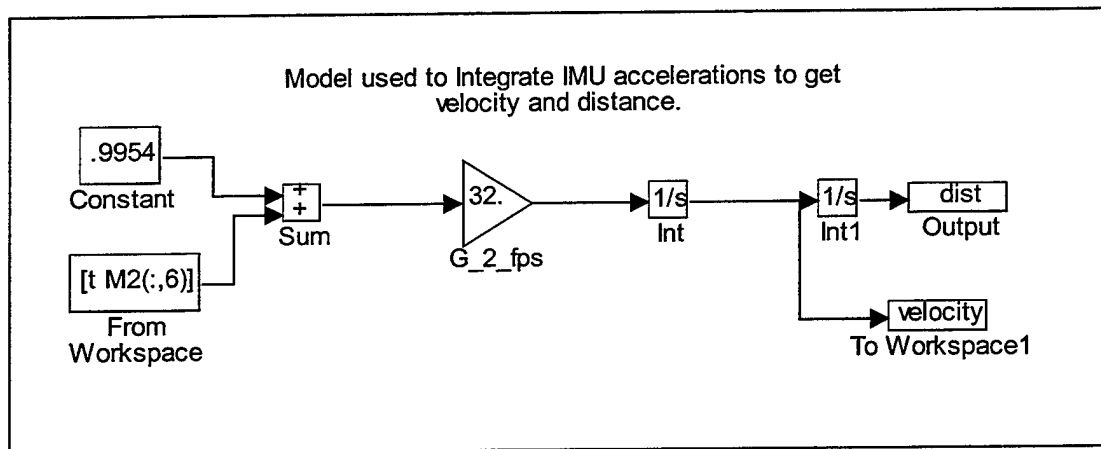 Model used to Integrate IMU accelerations to get
velocity and distance.
.9954
Constant
+
+
Sum
[t M2(:,6)]
From
Workspace
32.
G_2_fps
1/s
Int
1/s
Int1
dist
Output
velocity
To Workspace1